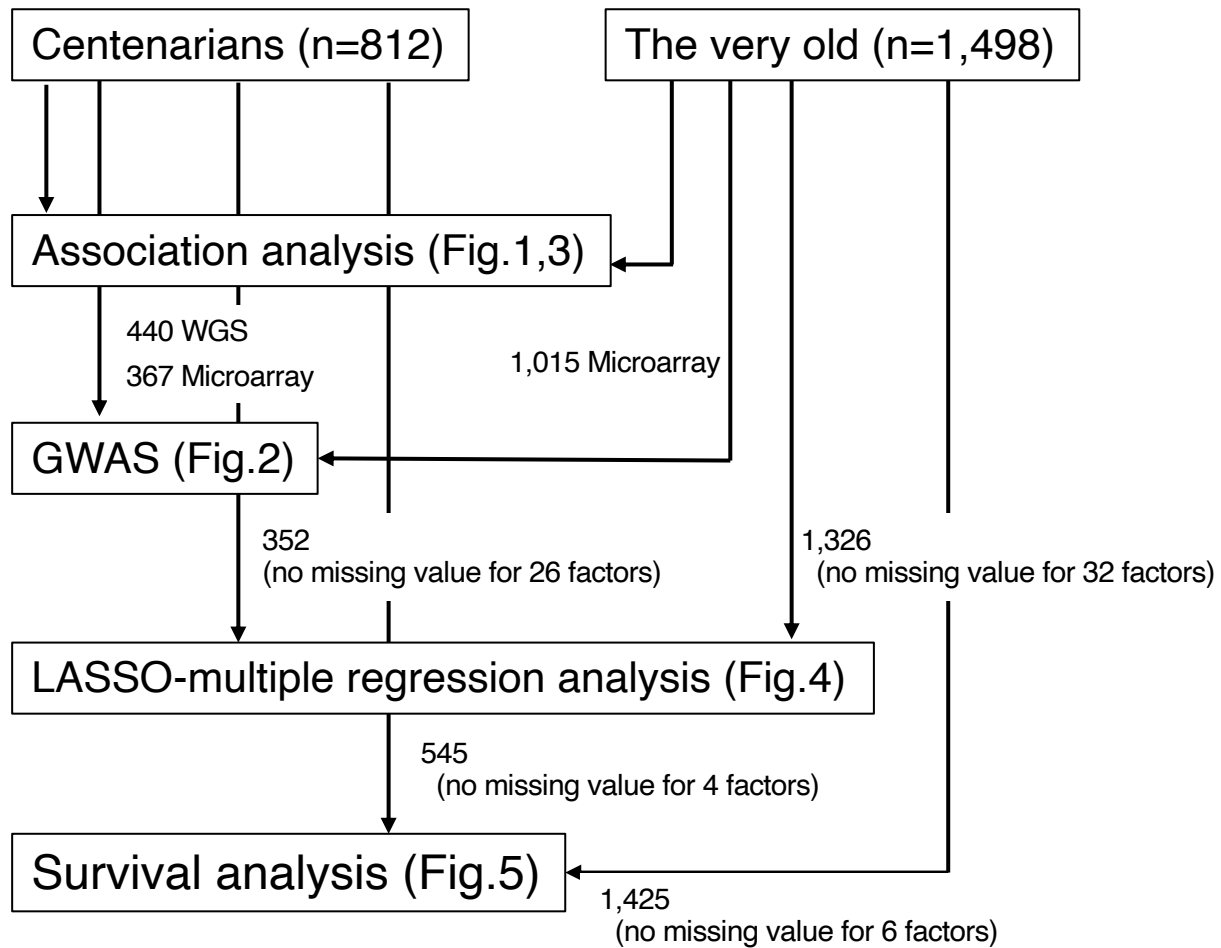 Centenarians (n=812)
The very old (n=1,498)
Association analysis (Fig.1,3)
440 WGS
367 Microarray
1,015 Microarray
GWAS (Fig.2)
352
(no missing value for 26 factors)
1,326
(no missing value for 32 factors)
LASSO-multiple regression analysis (Fig.4)
545
(no missing value for 4 factors)
Survival analysis (Fig.5)
1,425
(no missing value for 6 factors)